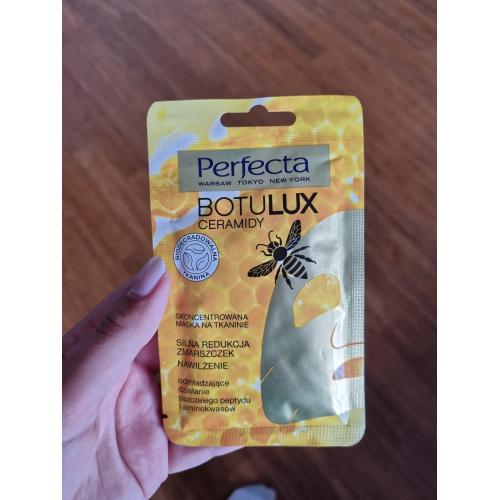 Perfecta
WARSAW TOKYO NEW YORK
BOTULUX
CERAMIDY
BIODEGRADOWALNA
TKANINA
SKONCENTROWANA
MASKA NA TKANINIE
SILNA REDUKCJA
ZMARSZCZEK
NAWILŻENIE
odmładzające
działanie
pszczelego peptydu
i aminokwasów